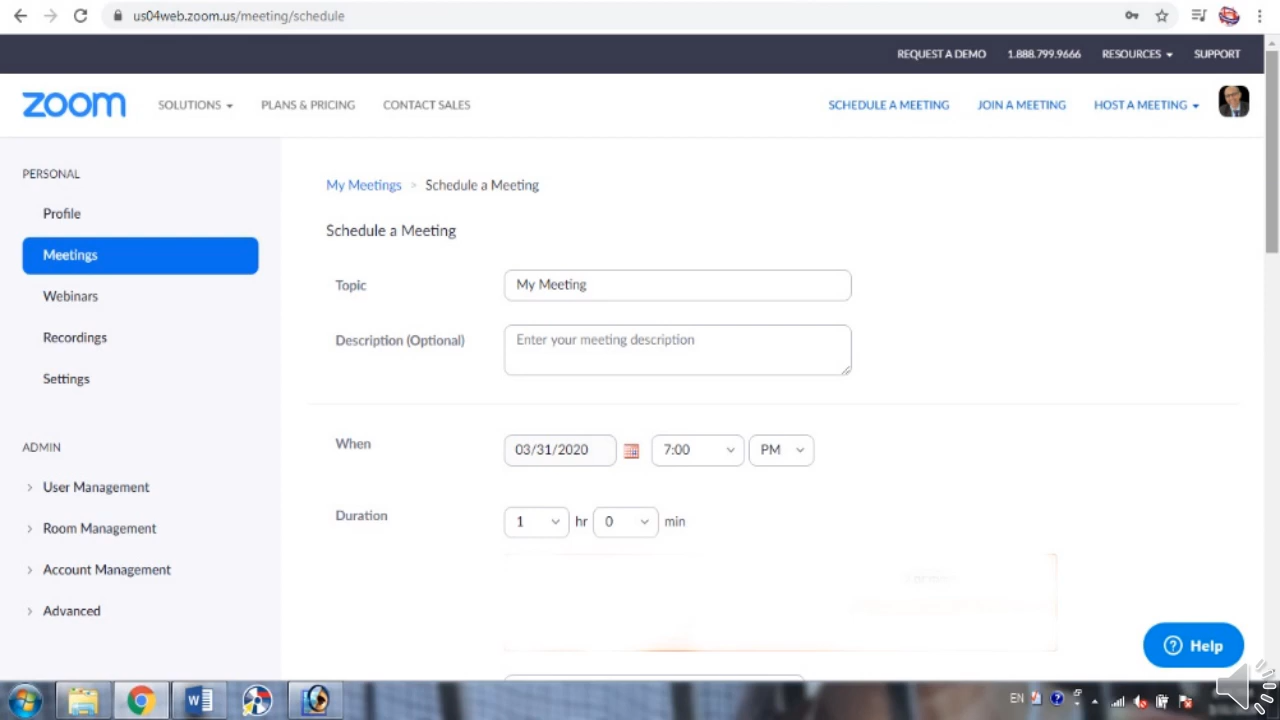 us04web.zoom.us/meeting/schedule
REQUEST A DEMO 1.888.799.9666 RESOURCES SUPPORT
zoom SOLUTIONS PLANS & PRICING CONTACT SALES SCHEDULE A MEETING JOIN A MEETING HOST A MEETING
PERSONAL
Profile
Meetings
Webinars
Recordings
Settings
ADMIN
User Management
Room Management
Account Management
Advanced
My Meetings > Schedule a Meeting
Schedule a Meeting
Topic My Meeting
Description (Optional) Enter your meeting description
When 03/31/2020 7:00 PM
Duration 1 hr 0 min
Help
EN